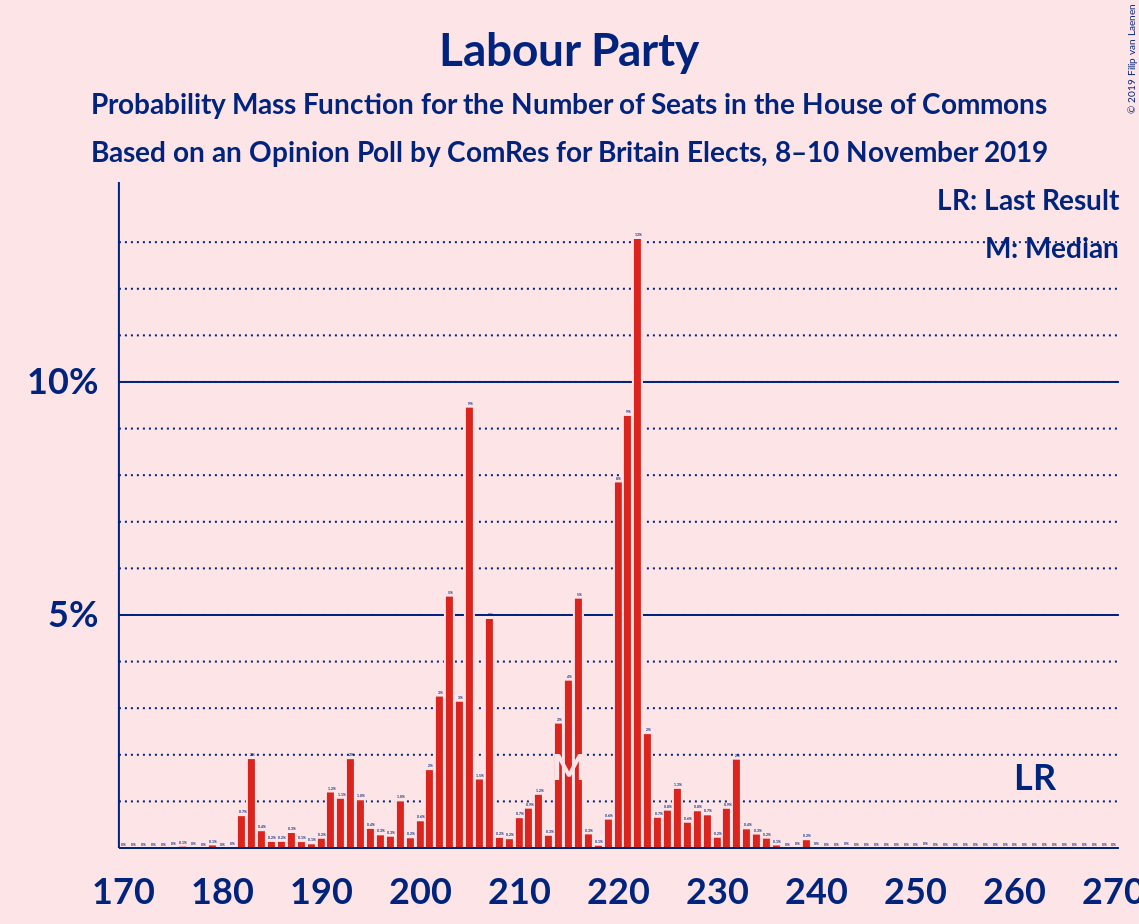 Labour Party
Probability Mass Function for the Number of Seats in the House of Commons
Based on an Opinion Poll by ComRes for Britain Elects, 8–10 November 2019
© 2019 Filip van Laenen
LR: Last Result
M: Median
10%
5%
M
LR
170 180 190 200 210 220 230 240 250 260 270